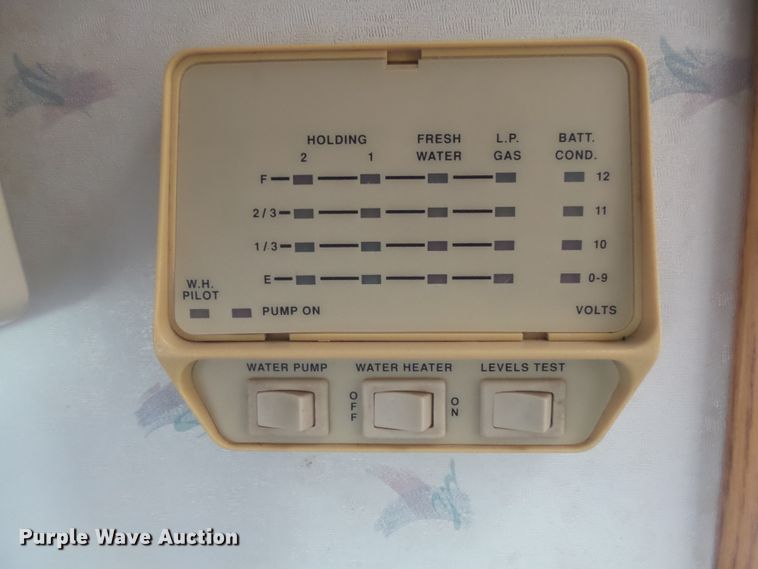 HOLDING FRESH L.P. BATT.
2 1 WATER GAS COND.
F 12
2/3 11
1/3 10
E 0-9
W.H.
PILOT
PUMP ON VOLTS
WATER PUMP WATER HEATER LEVELS TEST
OFF ON
Purple Wave Auction